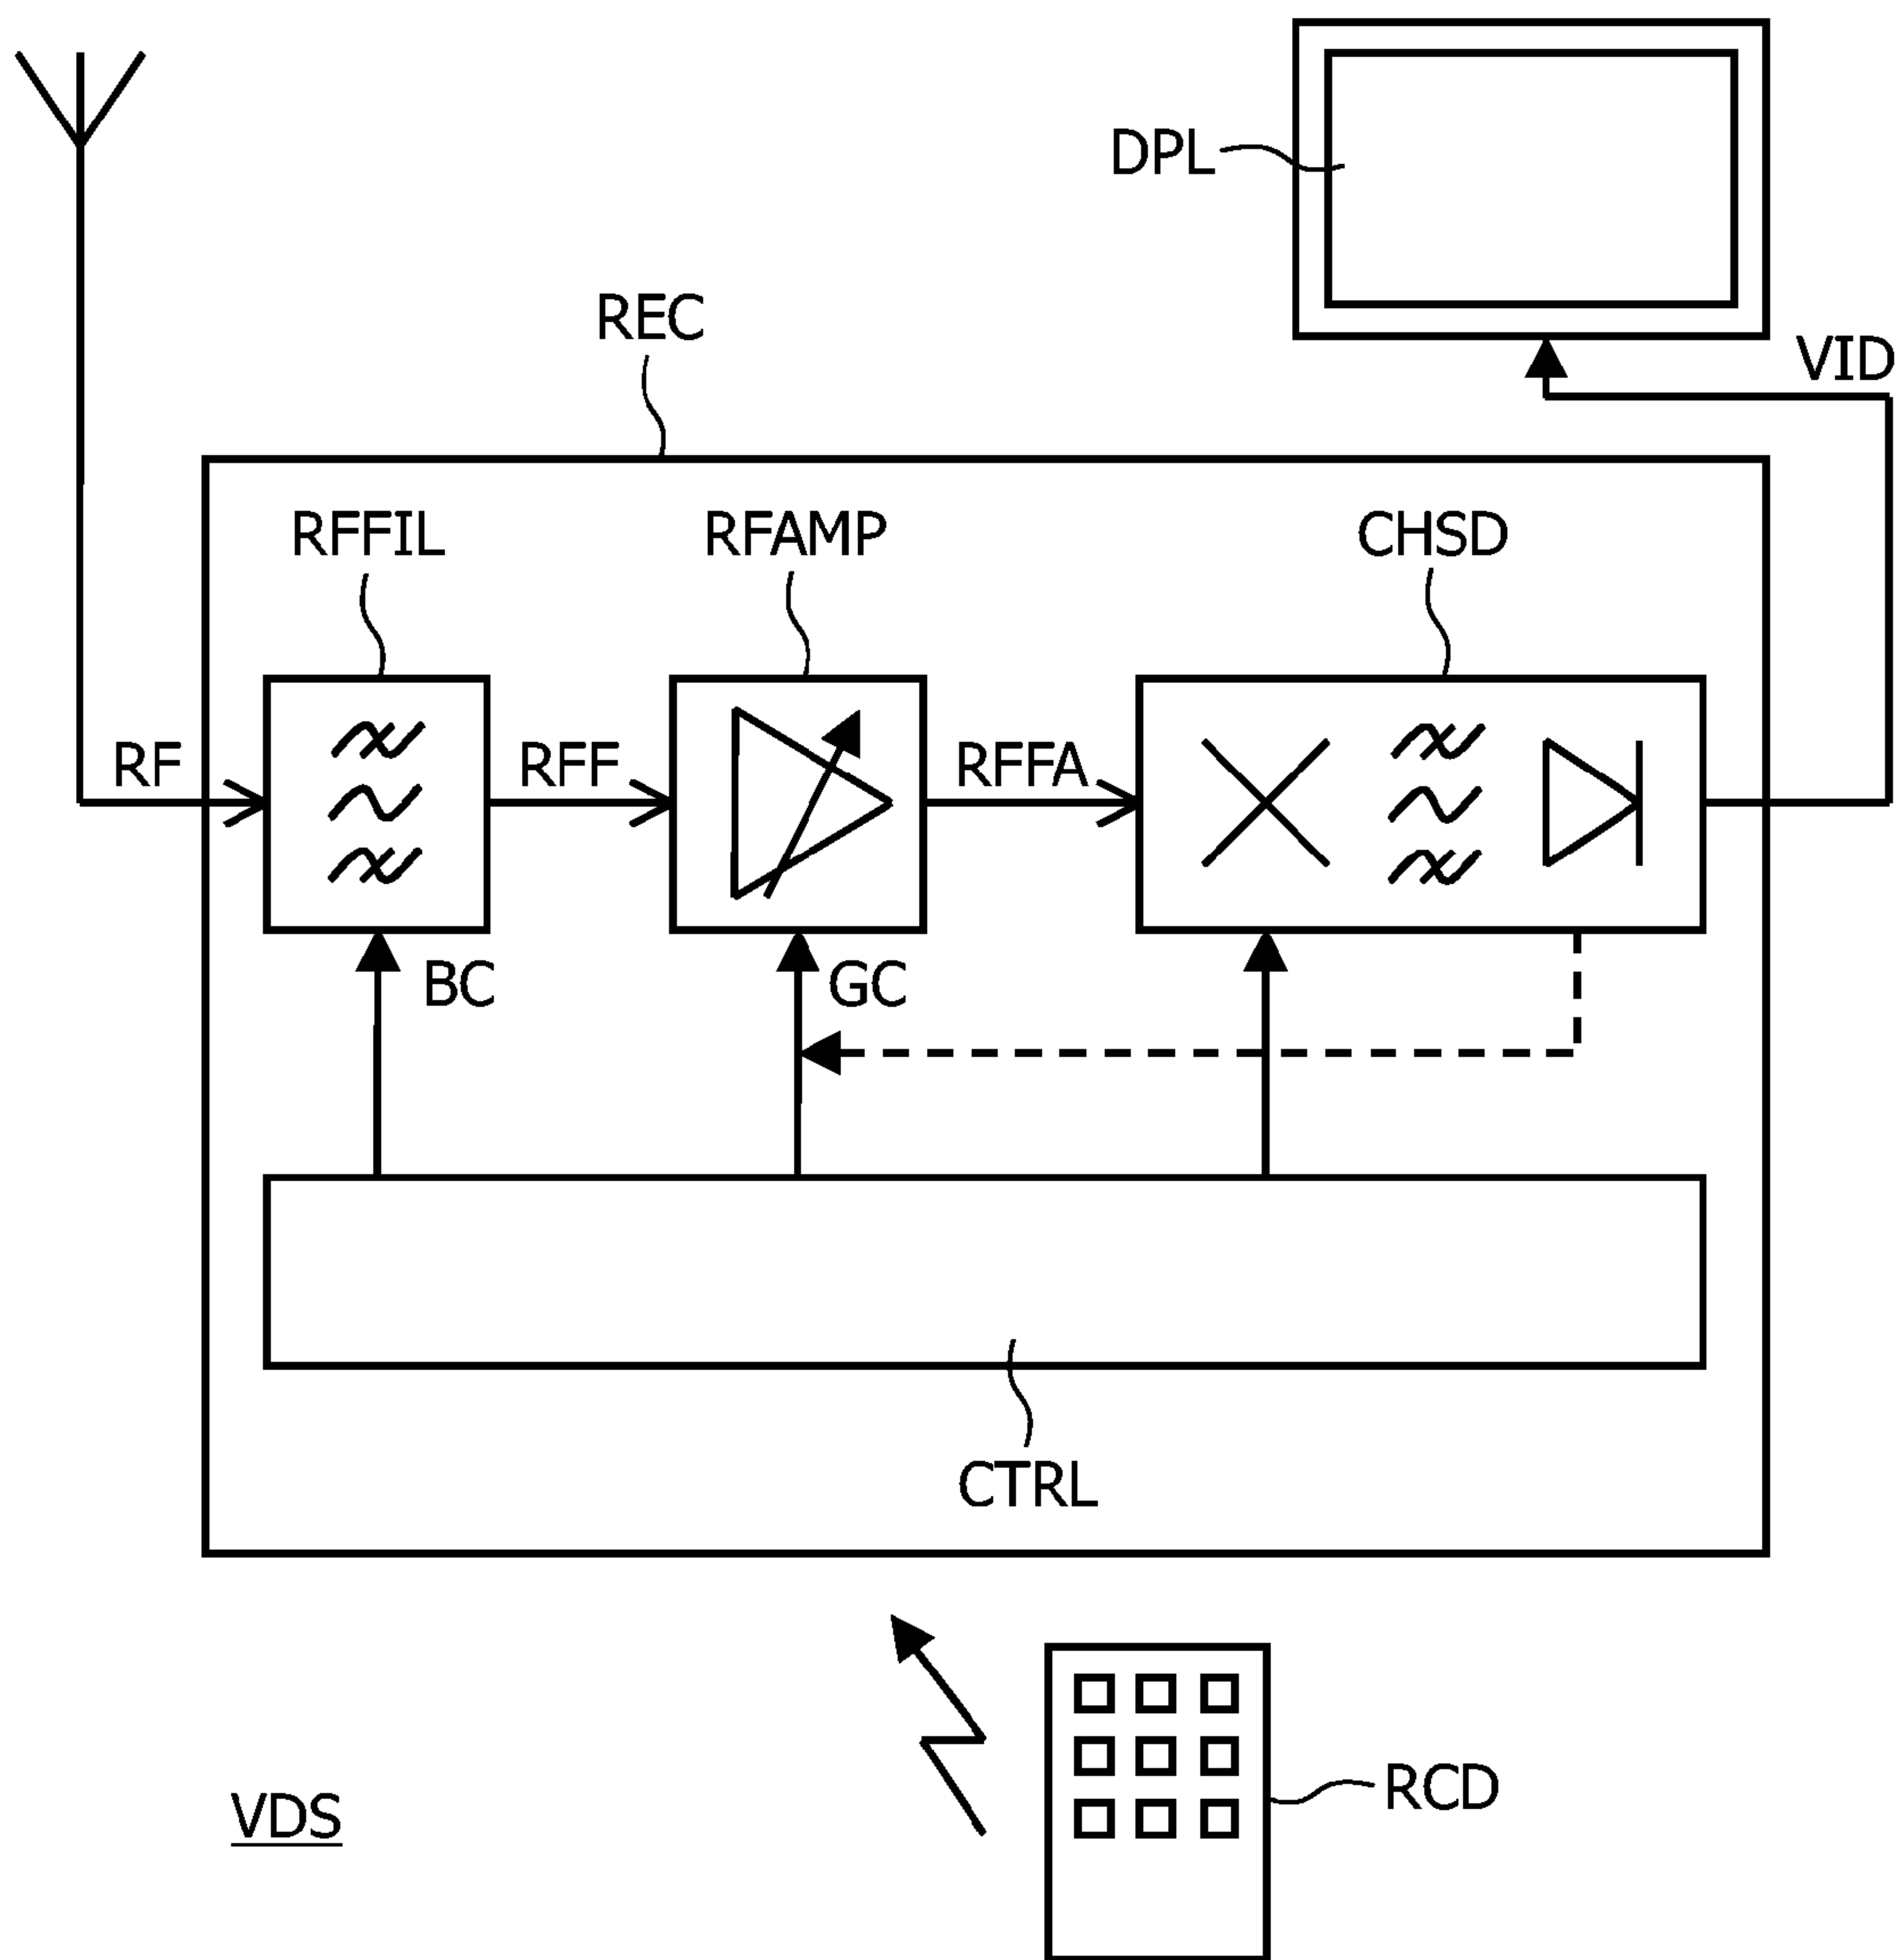 DPL
REC
VID
RFFIL
RFAMP
CHSD
RF
RFF
RFFA
BC
GC
CTRL
RCD
VDS